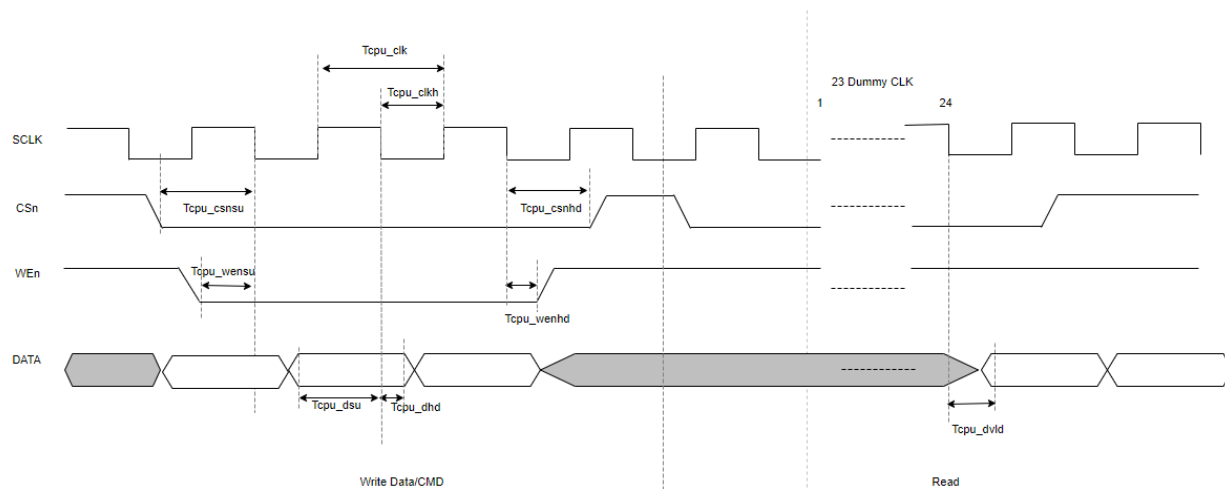 Tcpu_clk
23 Dummy CLK
Tcpu_clkh
1
24
SCLK
CSn
Tcpu_csnsu
Tcpu_csnhd
WEn
Tcpu_wensu
Tcpu_wenhd
DATA
Tcpu_dsu
Tcpu_dhd
Tcpu_dvld
Write Data/CMD
Read